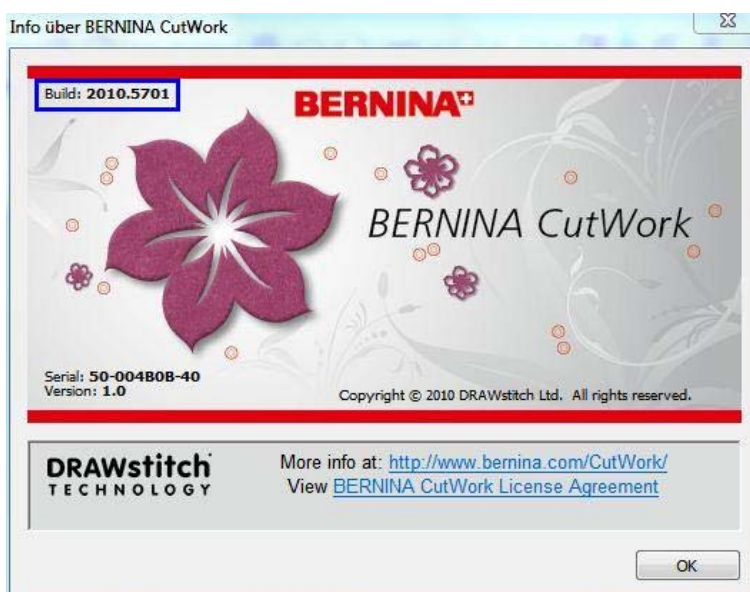 Info über BERNINA CutWork
Build: 2010.5701
BERNINA
BERNINA CutWork
Serial: 50-004B0B-40
Version: 1.0
Copyright © 2010 DRAWstitch Ltd. All rights reserved.
DRAWstitch
TECHNOLOGY
More info at: http://www.bernina.com/CutWork/
View BERNINA CutWork License Agreement
OK